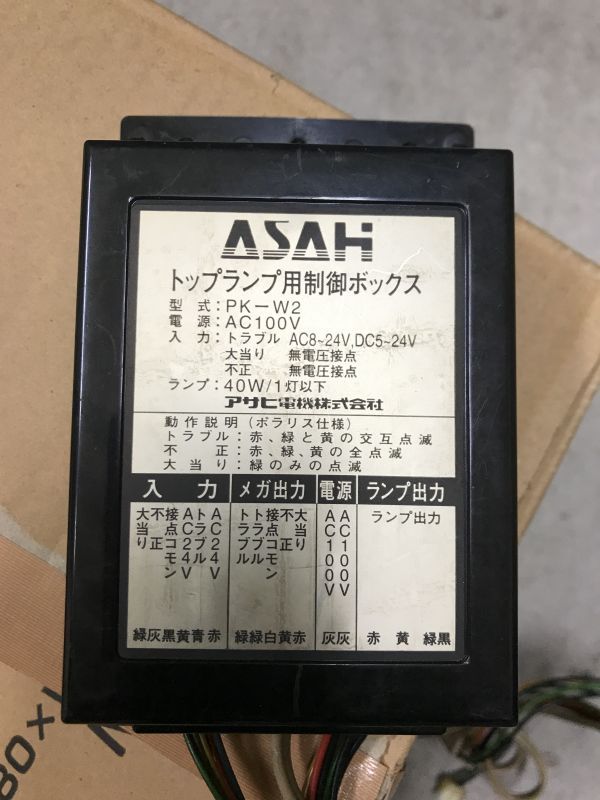 ASAHI
トップランプ用制御ボックス
型 式：PK－W2
電 源：AC100V
入 力：トラブル AC8~24V,DC5~24V
大当り 無電圧接点
不正 無電圧接点
ランプ：40W/1灯以下
アサヒ電機株式会社
動作説明（ポラリス仕様）
トラブル：赤、緑と黄の交互点滅
不 正：赤、緑、黄の全点滅
大当り：緑のみの点滅
入 力 メガ出力 電源 ランプ出力
大当り
不正
接点コモン
AC24V
トラブル
AC24V
トラブル
トラブル
接点コモン
不正
大当り
AC100V
AC100V
ランプ出力
緑灰黒黄青赤 緑緑白黄赤 灰灰 赤 黄 緑黒
80×